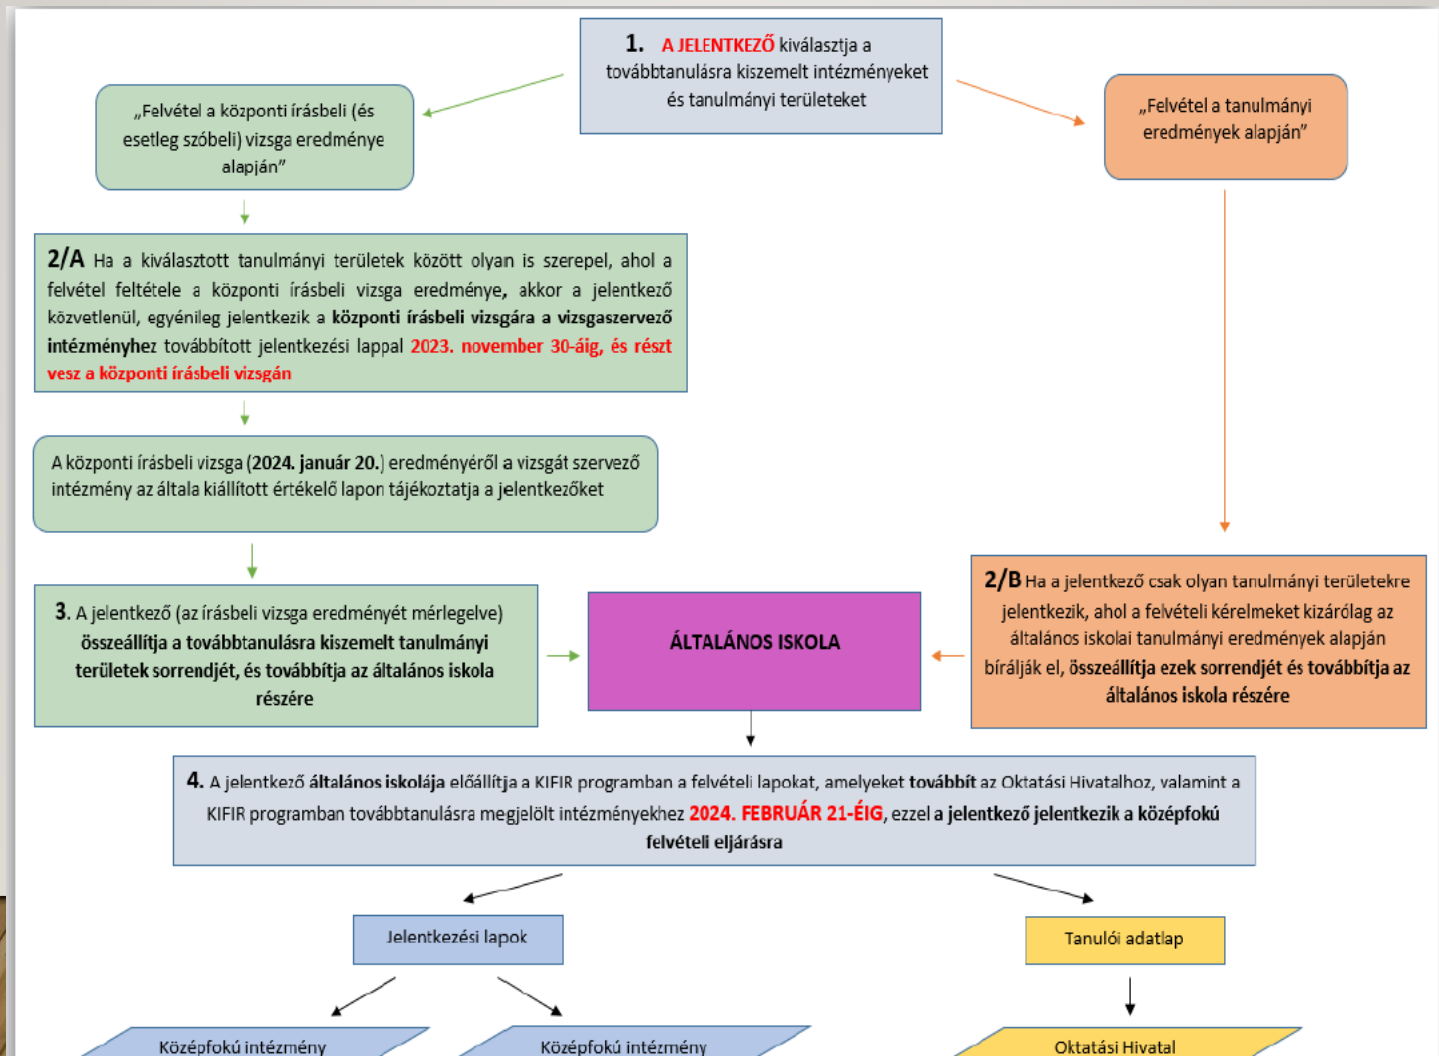 1. A JELENTKEZŐ kiválasztja a
továbbtanulásra kiszemelt intézményeket
és tanulmányi területeket
„Felvétel a központi írásbeli (és
esetleg szóbeli) vizsga eredménye
alapján”
„Felvétel a tanulmányi
eredmények alapján”
2/A Ha a kiválasztott tanulmányi területek között olyan is szerepel, ahol a
felvétel feltétele a központi írásbeli vizsga eredménye, akkor a jelentkező
közvetlenül, egyénileg jelentkezik a központi írásbeli vizsgára a vizsgaszervező
intézményhez továbbított jelentkezési lappal 2023. november 30-áig, és részt
vesz a központi írásbeli vizsgán
A központi írásbeli vizsga (2024. január 20.) eredményéről a vizsgát szervező
intézmény az általa kiállított értékelő lapon tájékoztatja a jelentkezőket
3. A jelentkező (az írásbeli vizsga eredményét mérlegelve)
összeállítja a továbbtanulásra kiszemelt tanulmányi
területek sorrendjét, és továbbítja az általános iskola
részére
ÁLTALÁNOS ISKOLA
2/B Ha a jelentkező csak olyan tanulmányi területekre
jelentkezik, ahol a felvételi kérelmeket kizárólag az
általános iskolai tanulmányi eredmények alapján
bírálják el, összeállítja ezek sorrendjét és továbbítja az
általános iskola részére
4. A jelentkező általános iskolája előállítja a KIFIR programban a felvételi lapokat, amelyeket továbbít az Oktatási Hivatalhoz, valamint a
KIFIR programban továbbtanulásra megjelölt intézményekhez 2024. FEBRUÁR 21-ÉIG, ezzel a jelentkező jelentkezik a középfokú
felvételi eljárásra
Jelentkezési lapok
Tanulói adatlap
Középfokú intézmény
Középfokú intézmény
Oktatási Hivatal